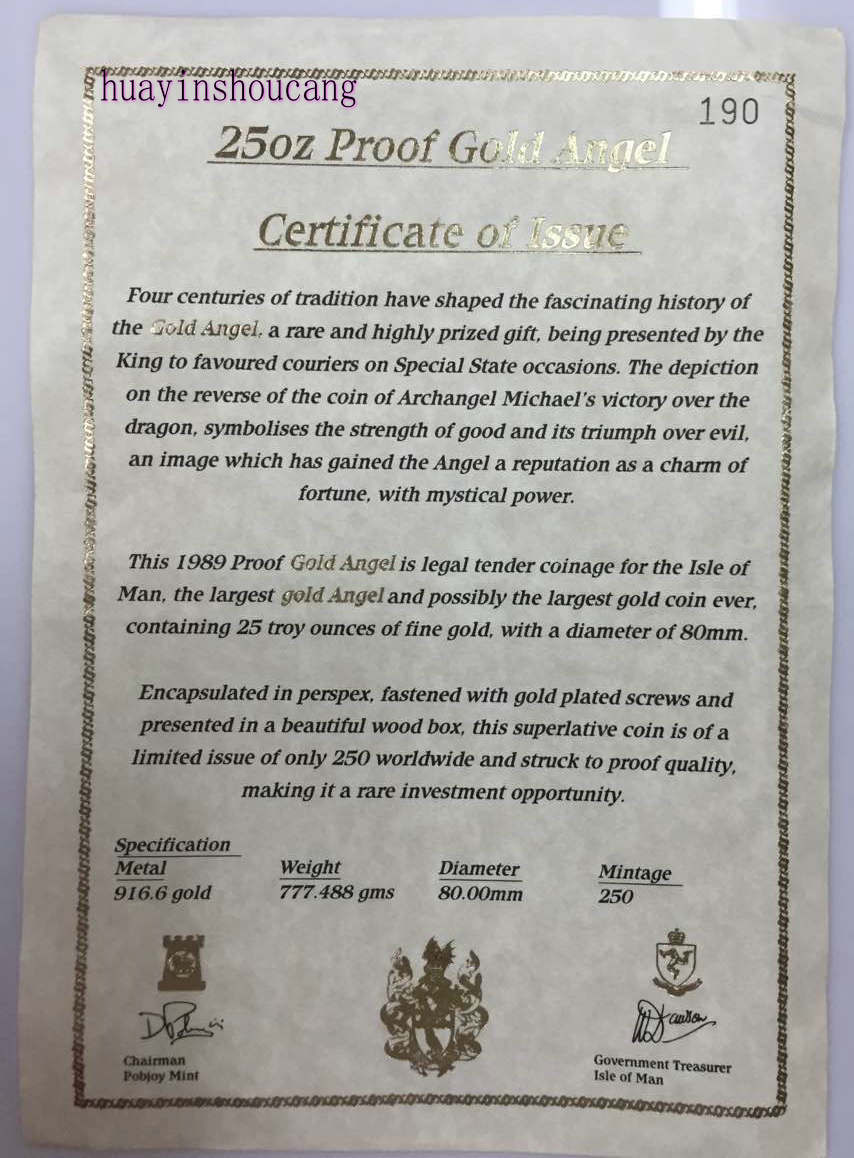 huayinshoucang
190
25oz Proof Gold Angel
Certificate of Issue
Four centuries of tradition have shaped the fascinating history of
the Gold Angel, a rare and highly prized gift, being presented by the
King to favoured couriers on Special State occasions. The depiction
on the reverse of the coin of Archangel Michael's victory over the
dragon, symbolises the strength of good and its triumph over evil,
an image which has gained the Angel a reputation as a charm of
fortune, with mystical power.
This 1989 Proof Gold Angel is legal tender coinage for the Isle of
Man, the largest gold Angel and possibly the largest gold coin ever,
containing 25 troy ounces of fine gold, with a diameter of 80mm.
Encapsulated in perspex, fastened with gold plated screws and
presented in a beautiful wood box, this superlative coin is of a
limited issue of only 250 worldwide and struck to proof quality,
making it a rare investment opportunity.
Specification
Metal Weight Diameter Mintage
916.6 gold 777.488 gms 80.00mm 250
Chairman
Pobjoy Mint
Government Treasurer
Isle of Man